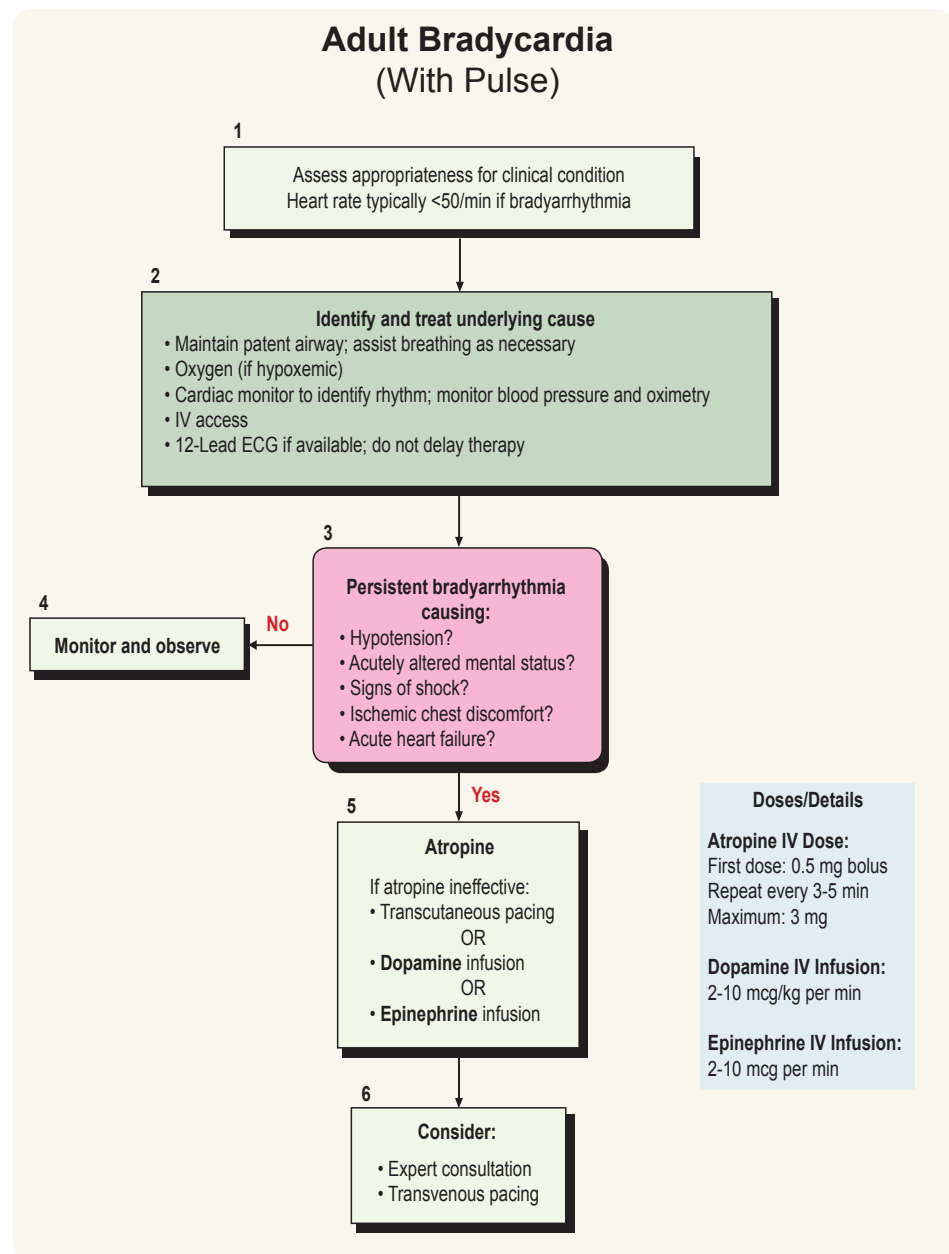 Adult Bradycardia
(With Pulse)
1
Assess appropriateness for clinical condition
Heart rate typically <50/min if bradyarrhythmia
2
Identify and treat underlying cause
• Maintain patent airway; assist breathing as necessary
• Oxygen (if hypoxemic)
• Cardiac monitor to identify rhythm; monitor blood pressure and oximetry
• IV access
• 12-Lead ECG if available; do not delay therapy
3
Persistent bradyarrhythmia
causing:
• Hypotension?
• Acutely altered mental status?
• Signs of shock?
• Ischemic chest discomfort?
• Acute heart failure?
No
4
Monitor and observe
Yes
5
Atropine
If atropine ineffective:
• Transcutaneous pacing
OR
• Dopamine infusion
OR
• Epinephrine infusion
6
Consider:
• Expert consultation
• Transvenous pacing
Doses/Details
Atropine IV Dose:
First dose: 0.5 mg bolus
Repeat every 3-5 min
Maximum: 3 mg
Dopamine IV Infusion:
2-10 mcg/kg per min
Epinephrine IV Infusion:
2-10 mcg per min